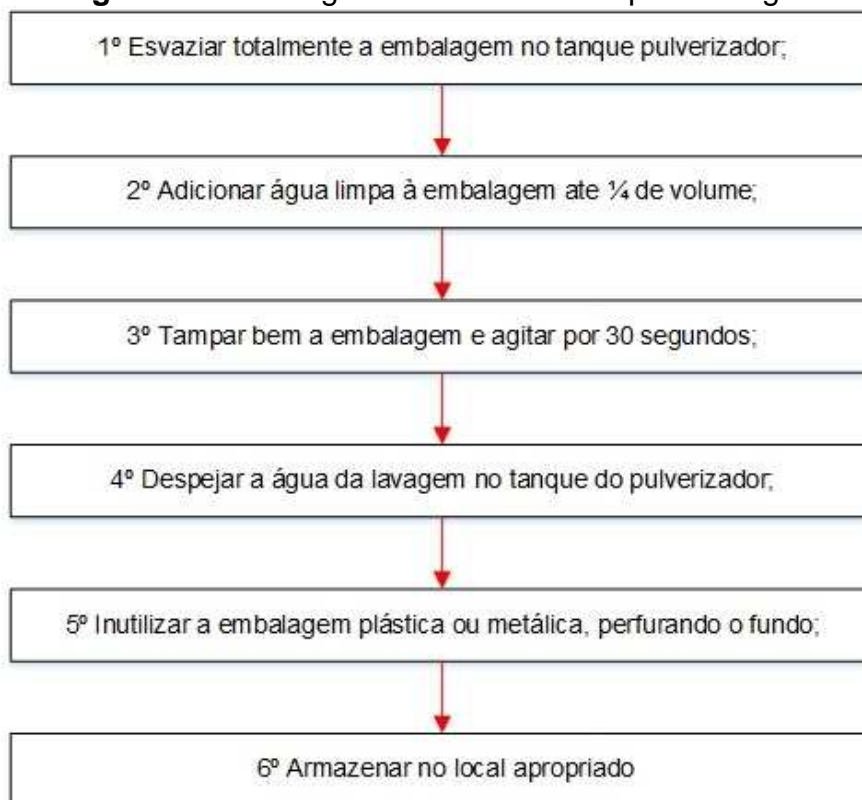 1º Esvaziar totalmente a embalagem no tanque pulverizador;
2º Adicionar água limpa à embalagem ate ¼ de volume;
3º Tampar bem a embalagem e agitar por 30 segundos;
4º Despejar a água da lavagem no tanque do pulverizador;
5º Inutilizar a embalagem plástica ou metálica, perfurando o fundo;
6º Armazenar no local apropriado